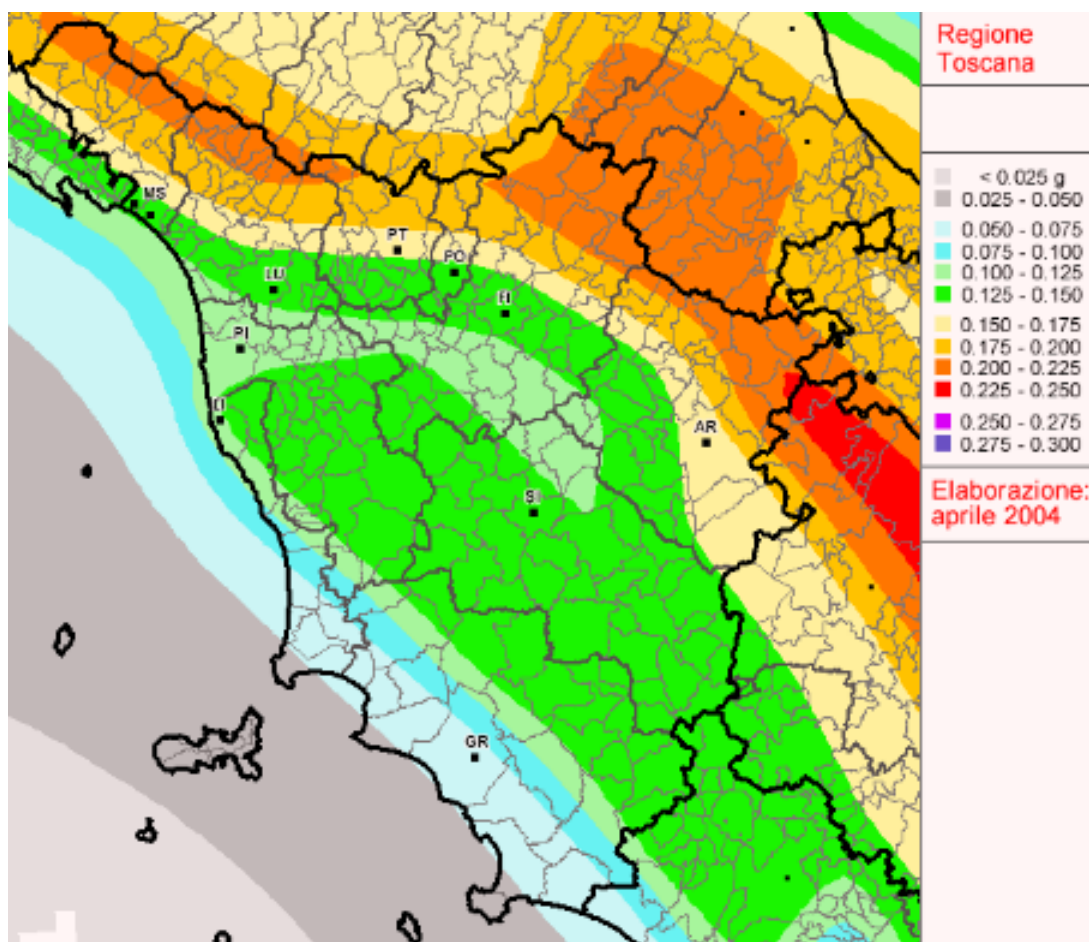 Regione
Toscana
< 0.025 g
0.025 - 0.050
0.050 - 0.075
0.075 - 0.100
0.100 - 0.125
0.125 - 0.150
0.150 - 0.175
0.175 - 0.200
0.200 - 0.225
0.225 - 0.250
0.250 - 0.275
0.275 - 0.300
Elaborazione:
aprile 2004
MS
PT
PO
LU
FI
PI
LI
AR
SI
GR